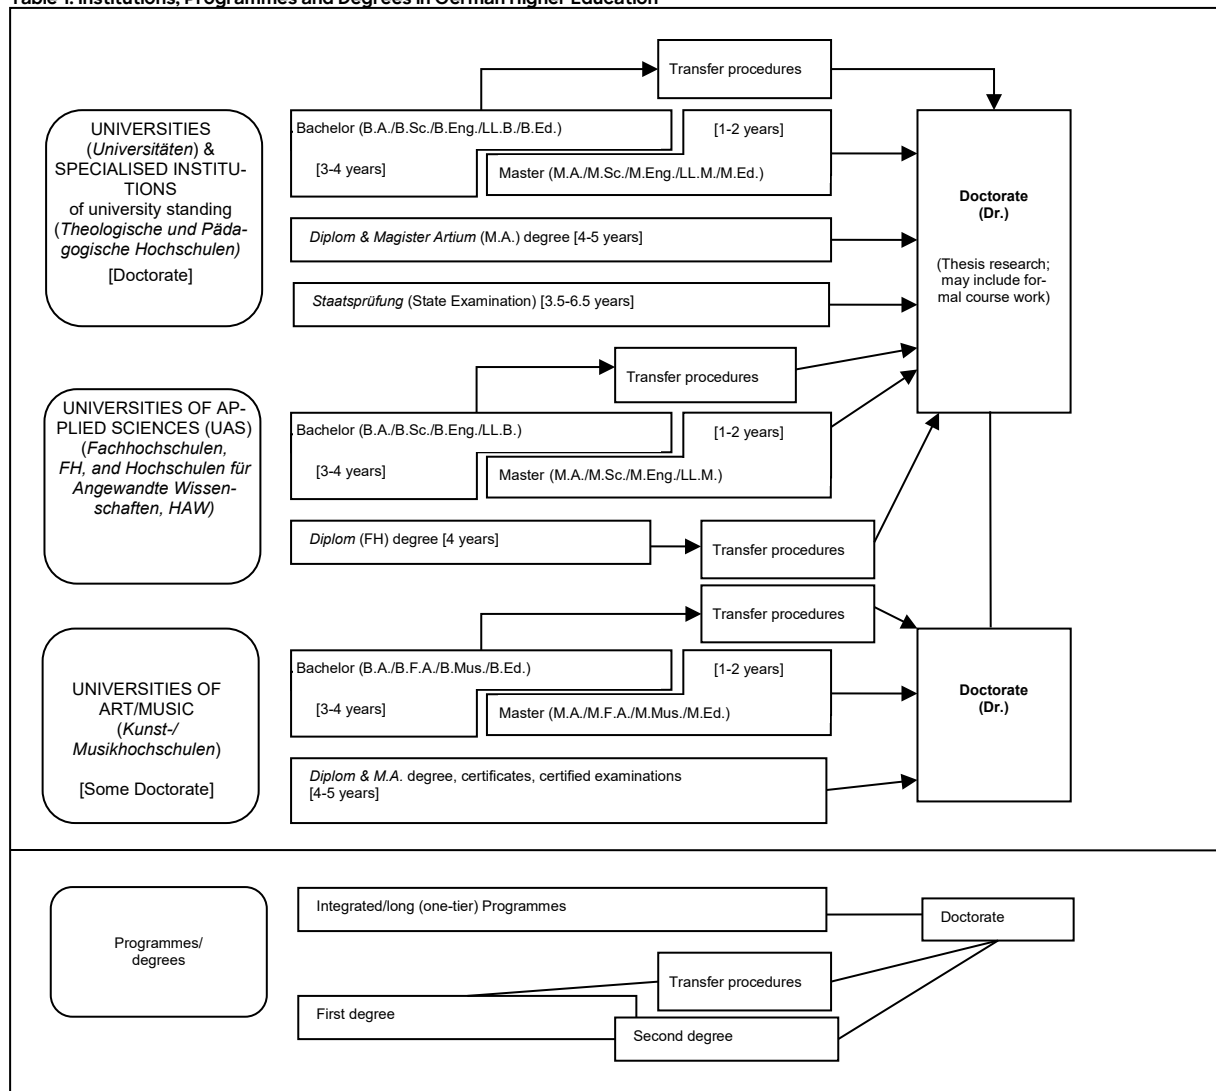 Table 1: Institutions, Programmes and Degrees in German Higher Education
Transfer procedures
UNIVERSITIES
(Universitäten) &
SPECIALISED INSTITU-
TIONS
of university standing
(Theologische und Päda-
gogische Hochschulen)
[Doctorate]
Bachelor (B.A./B.Sc./B.Eng./LL.B./B.Ed.)
[3-4 years]
[1-2 years]
Master (M.A./M.Sc./M.Eng./LL.M./M.Ed.)
Diplom & Magister Artium (M.A.) degree [4-5 years]
Staatsprüfung (State Examination) [3.5-6.5 years]
Doctorate
(Dr.)
(Thesis research;
may include for-
mal course work)
Transfer procedures
UNIVERSITIES OF AP-
PLIED SCIENCES (UAS)
(Fachhochschulen,
FH, and Hochschulen für
Angewandte Wissen-
schaften, HAW)
Bachelor (B.A./B.Sc./B.Eng./LL.B.)
[3-4 years]
[1-2 years]
Master (M.A./M.Sc./M.Eng./LL.M.)
Diplom (FH) degree [4 years]
Transfer procedures
Transfer procedures
UNIVERSITIES OF
ART/MUSIC
(Kunst-/
Musikhochschulen)
[Some Doctorate]
Bachelor (B.A./B.F.A./B.Mus./B.Ed.)
[3-4 years]
[1-2 years]
Master (M.A./M.F.A./M.Mus./M.Ed.)
Diplom & M.A. degree, certificates, certified examinations
[4-5 years]
Doctorate
(Dr.)
Programmes/
degrees
Integrated/long (one-tier) Programmes
Doctorate
Transfer procedures
First degree
Second degree